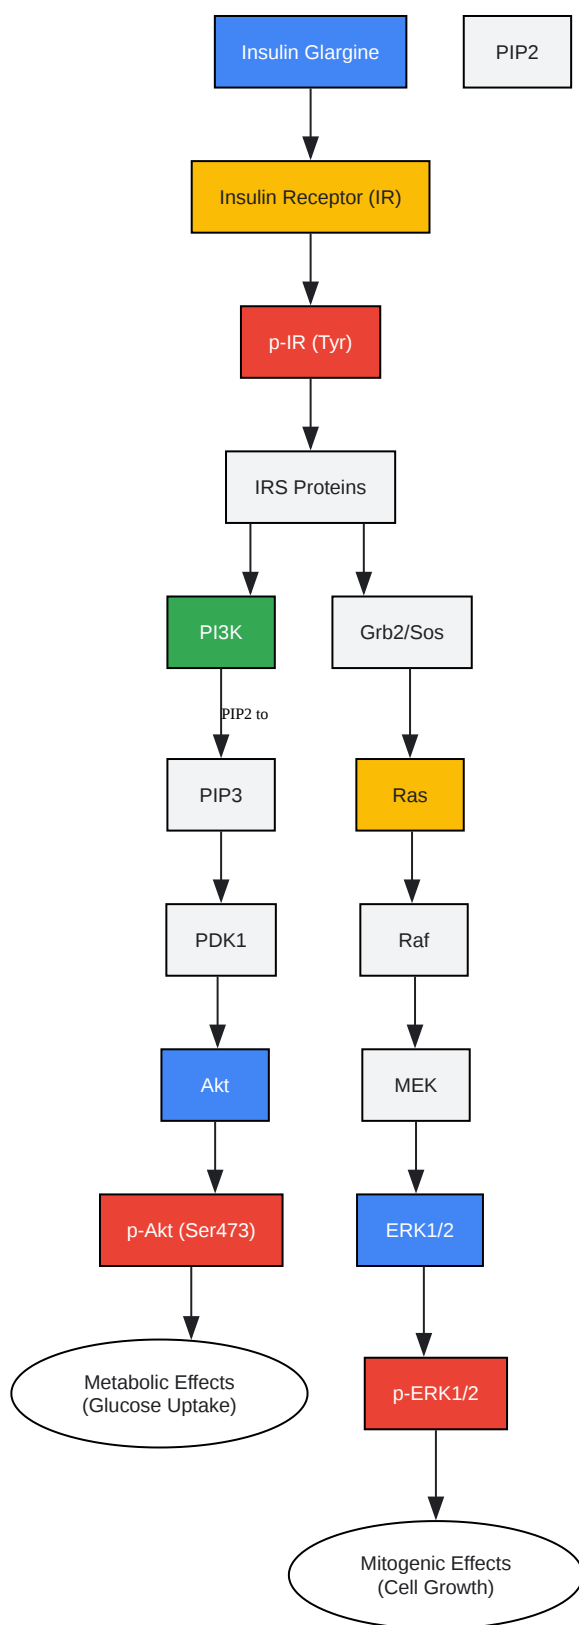 Insulin Glargine
PIP2
Insulin Receptor (IR)
p-IR (Tyr)
IRS Proteins
PI3K
Grb2/Sos
PIP2 to
PIP3
Ras
PDK1
Raf
Akt
MEK
p-Akt (Ser473)
ERK1/2
Metabolic Effects
(Glucose Uptake)
p-ERK1/2
Mitogenic Effects
(Cell Growth)